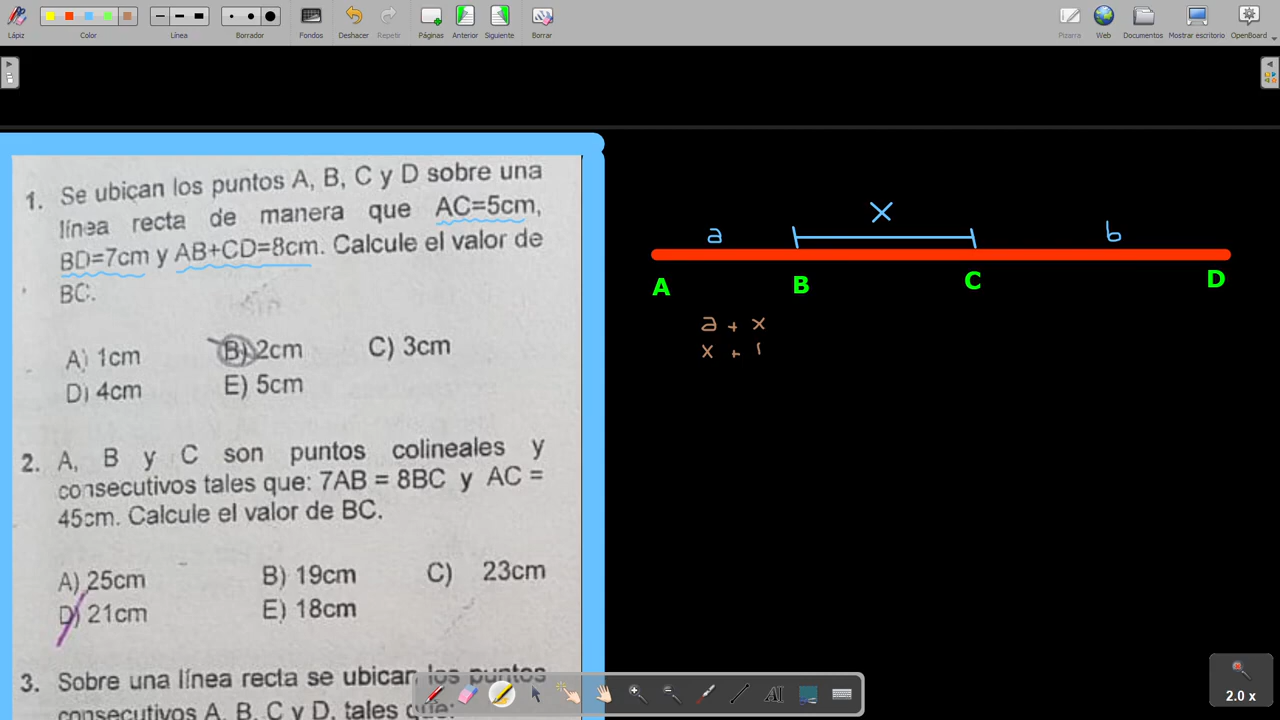 Lápiz
Color
Línea
Borrador
Fondos
Deshacer
Repete
Páginas
Anterior
Siguiente
Borrar
Pizarra
Web
Documentos
Mostrar escritorio
OpenBoard
1. Se ubican los puntos A, B, C y D sobre una
línea recta de manera que AC=5cm,
BD=7cm y AB+CD=8cm. Calcule el valor de
BC.
A) 1cm B) 2cm C) 3cm
D) 4cm E) 5cm
2. A, B y C son puntos colineales y
consecutivos tales que: 7AB = 8BC y AC =
45cm. Calcule el valor de BC.
A) 25cm B) 19cm C) 23cm
D) 21cm E) 18cm
3. Sobre una línea recta se ubican los puntos
consecutivos A, B, C y D, tales que:
x
a b
A B C D
a + x
x +
2.0 x